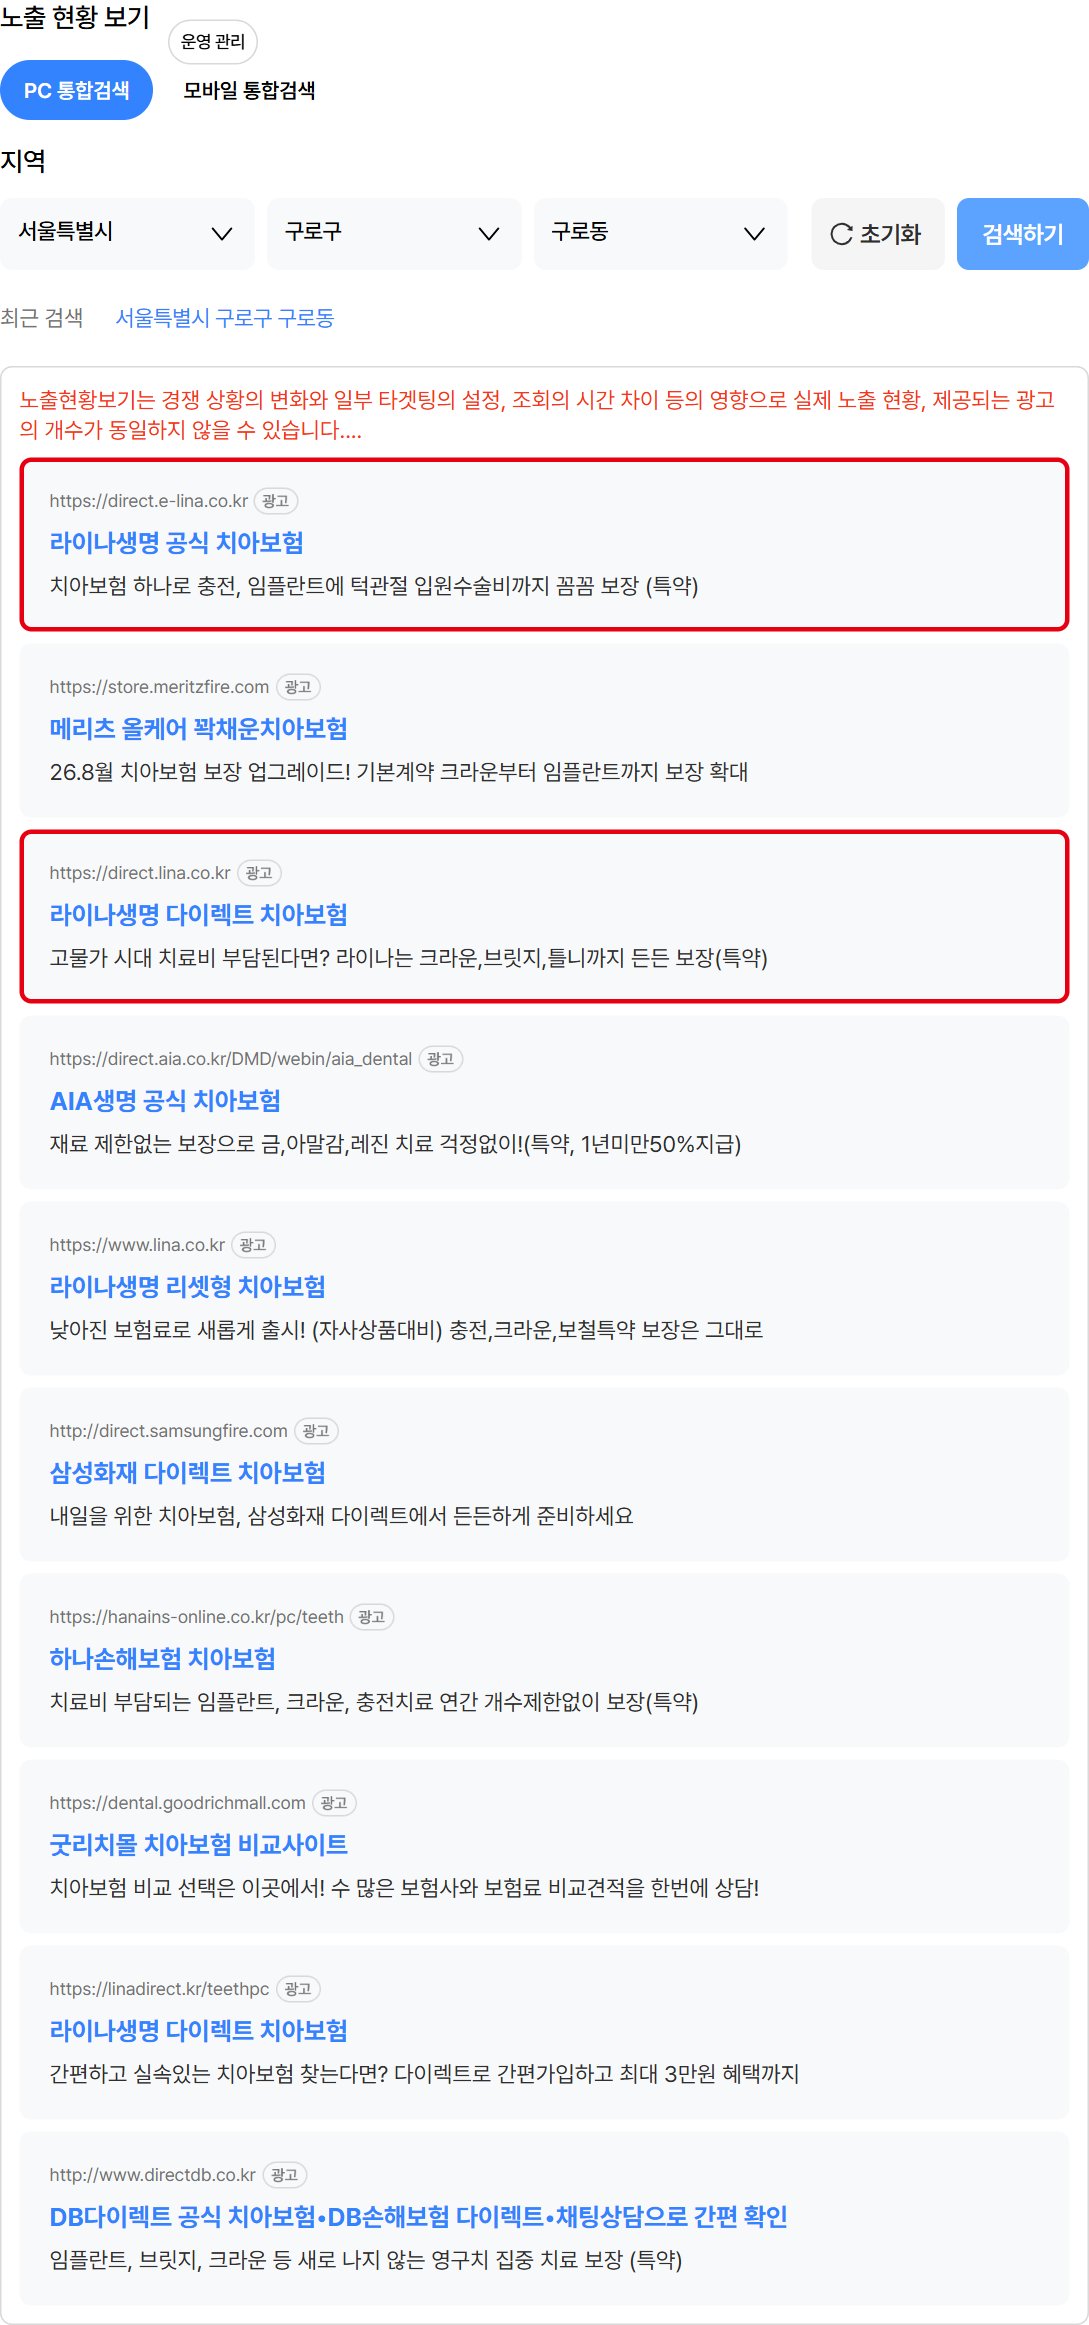 노출 현황 보기
운영 관리
PC 통합검색
모바일 통합검색
지역
서울특별시
구로구
구로동
초기화
검색하기
최근 검색 서울특별시 구로구 구로동
노출현황보기는 경쟁 상황의 변화와 일부 타겟팅의 설정, 조회의 시간 차이 등의 영향으로 실제 노출 현황, 제공되는 광고
의 개수가 동일하지 않을 수 있습니다....
https://direct.e-lina.co.kr 광고
라이나생명 공식 치아보험
치아보험 하나로 충전, 임플란트에 턱관절 입원수술비까지 꼼꼼 보장 (특약)
https://store.meritzfire.com 광고
메리츠 올케어 꽉채운치아보험
26.8월 치아보험 보장 업그레이드! 기본계약 크라운부터 임플란트까지 보장 확대
https://direct.lina.co.kr 광고
라이나생명 다이렉트 치아보험
고물가 시대 치료비 부담된다면? 라이나는 크라운,브릿지,틀니까지 든든 보장(특약)
https://direct.aia.co.kr/DMD/webin/aia_dental 광고
AIA생명 공식 치아보험
재료 제한없는 보장으로 금,아말감,레진 치료 걱정없이!(특약, 1년미만50%지급)
https://www.lina.co.kr 광고
라이나생명 리셋형 치아보험
낮아진 보험료로 새롭게 출시! (자사상품대비) 충전,크라운,보철특약 보장은 그대로
http://direct.samsungfire.com 광고
삼성화재 다이렉트 치아보험
내일을 위한 치아보험, 삼성화재 다이렉트에서 든든하게 준비하세요
https://hanains-online.co.kr/pc/teeth 광고
하나손해보험 치아보험
치료비 부담되는 임플란트, 크라운, 충전치료 연간 개수제한없이 보장(특약)
https://dental.goodrichmall.com 광고
굿리치몰 치아보험 비교사이트
치아보험 비교 선택은 이곳에서! 수 많은 보험사와 보험료 비교견적을 한번에 상담!
https://linadirect.kr/teethpc 광고
라이나생명 다이렉트 치아보험
간편하고 실속있는 치아보험 찾는다면? 다이렉트로 간편가입하고 최대 3만원 혜택까지
http://www.directdb.co.kr 광고
DB다이렉트 공식 치아보험•DB손해보험 다이렉트•채팅상담으로 간편 확인
임플란트, 브릿지, 크라운 등 새로 나지 않는 영구치 집중 치료 보장 (특약)